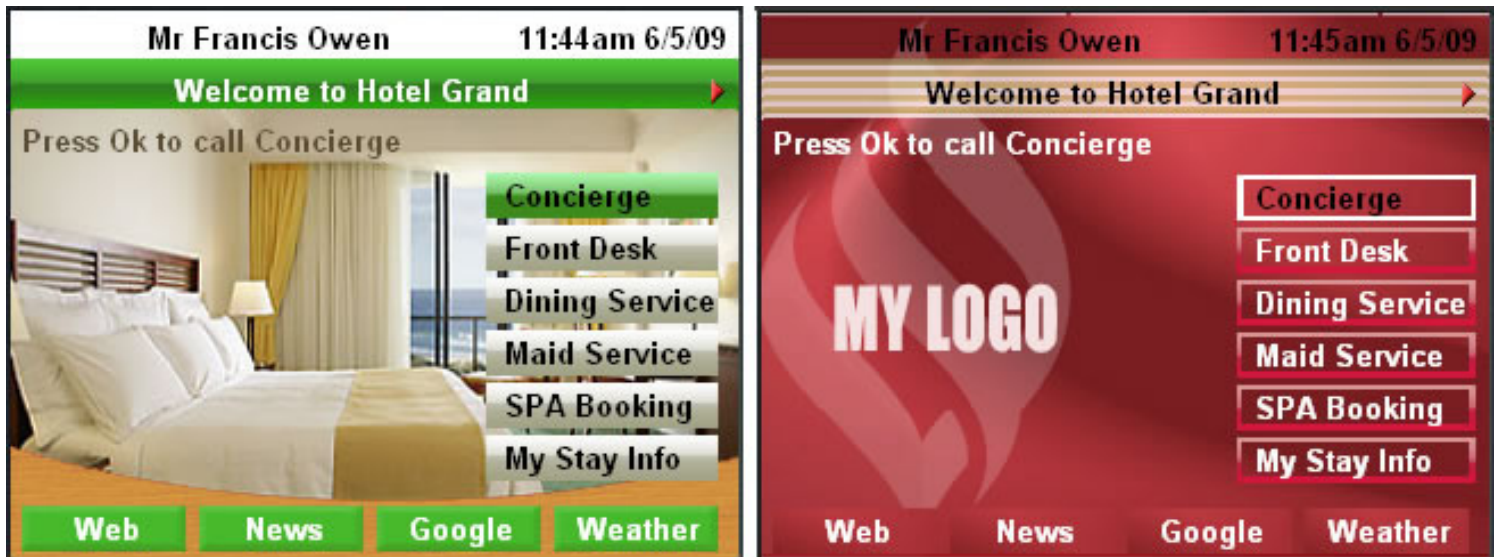 Mr Francis Owen 11:44am 6/5/09
Welcome to Hotel Grand
Press Ok to call Concierge
Concierge
Front Desk
Dining Service
Maid Service
SPA Booking
My Stay Info
Web News Google Weather
Mr Francis Owen 11:45am 6/5/09
Welcome to Hotel Grand
Press Ok to call Concierge
Concierge
Front Desk
MY LOGO
Dining Service
Maid Service
SPA Booking
My Stay Info
Web News Google Weather